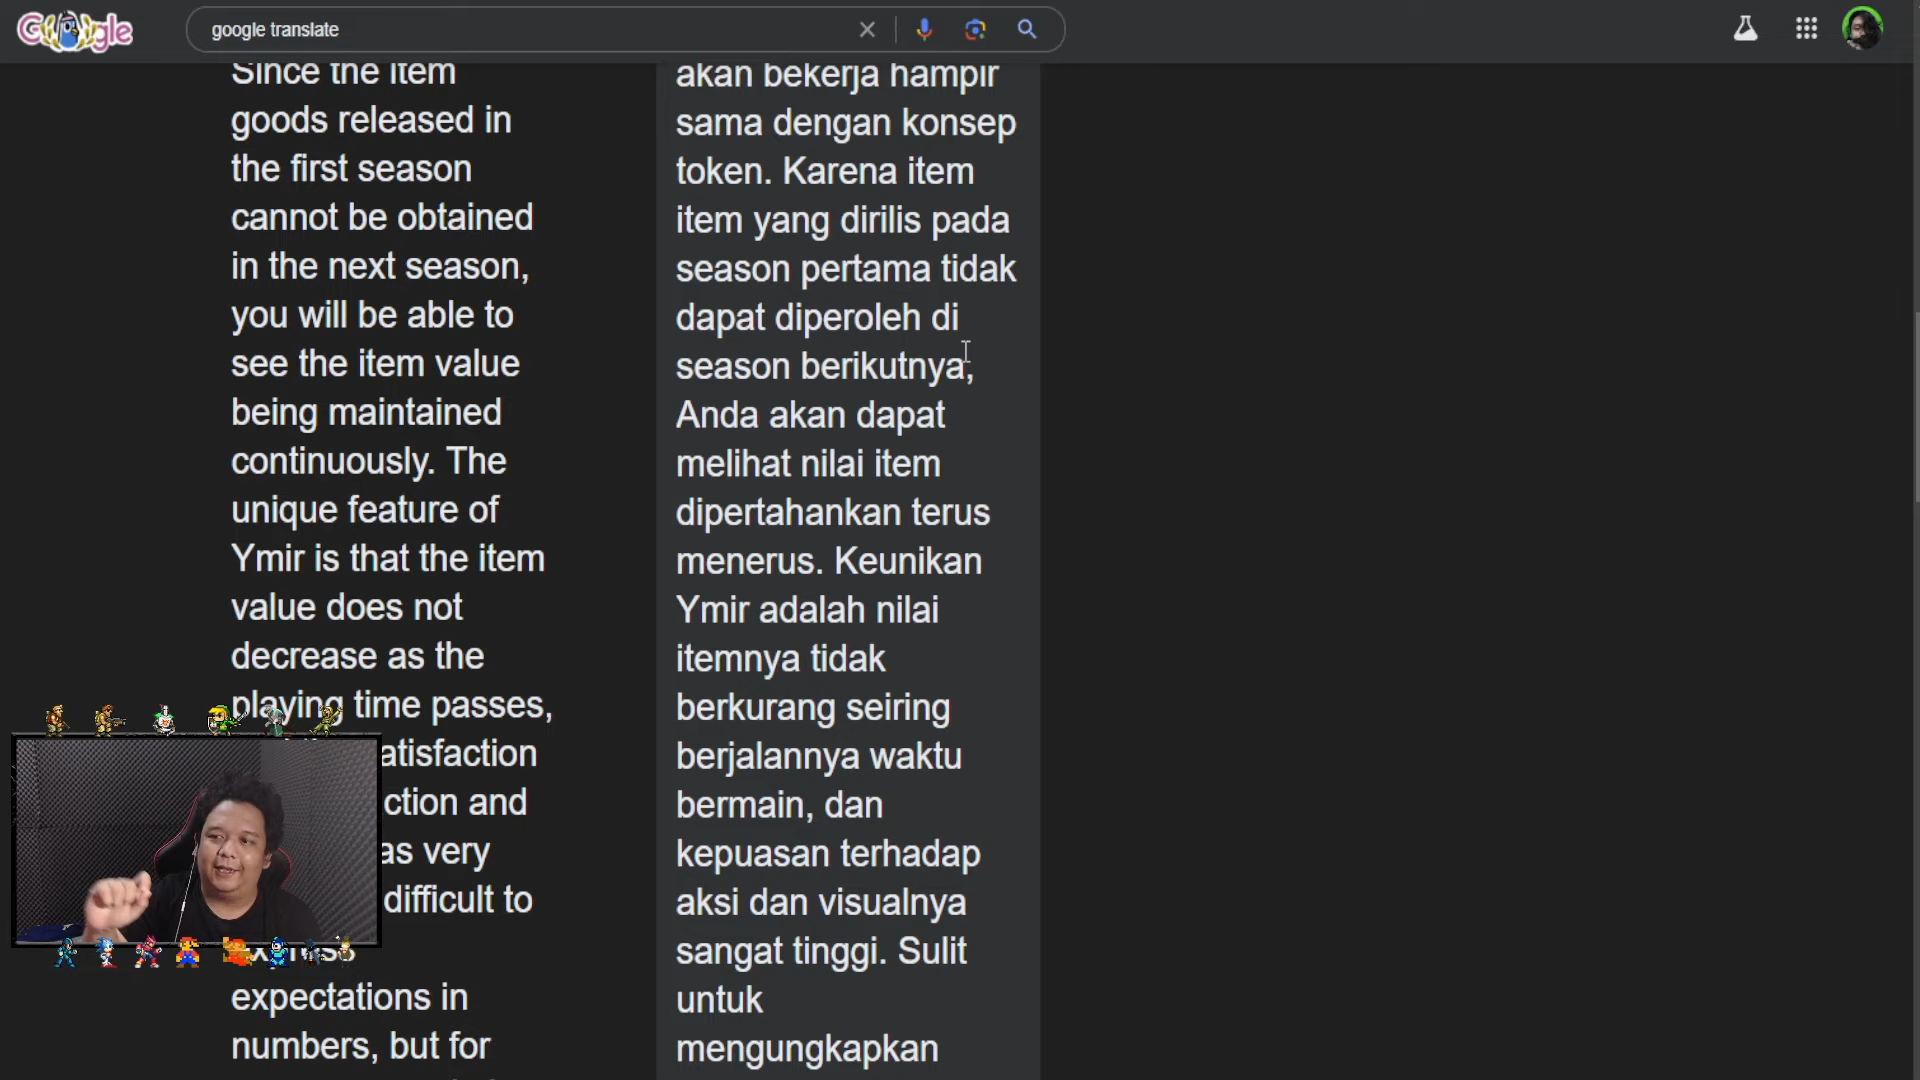 Google
google translate
Since the item
goods released in
the first season
cannot be obtained
in the next season,
you will be able to
see the item value
being maintained
continuously. The
unique feature of
Ymir is that the item
value does not
decrease as the
playing time passes,
atisfaction
ction and
as very
difficult to
expectations in
numbers, but for
akan bekerja hampir
sama dengan konsep
token. Karena item
item yang dirilis pada
season pertama tidak
dapat diperoleh di
season berikutnya,
Anda akan dapat
melihat nilai item
dipertahankan terus
menerus. Keunikan
Ymir adalah nilai
itemnya tidak
berkurang seiring
berjalannya waktu
bermain, dan
kepuasan terhadap
aksi dan visualnya
sangat tinggi. Sulit
untuk
mengungkapkan